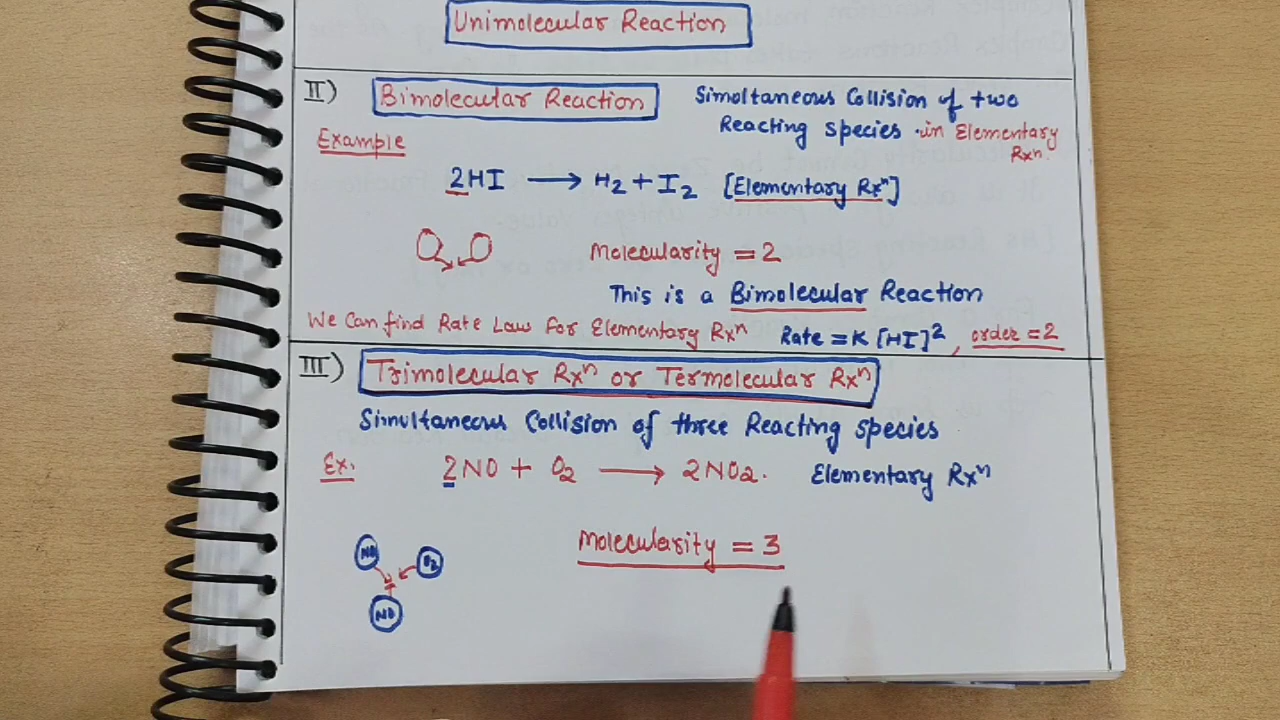 Unimolecular Reaction
II) Bimolecular Reaction Simultaneous Collision of two
Reacting species in Elementary
Rxn.
Example
2HI ⟶ H₂ + I₂ [Elementary Rxⁿ]
Molecularity = 2
This is a Bimolecular Reaction
We Can find Rate Law For Elementary Rxⁿ Rate = K [HI]², order = 2
III) Trimolecular Rxⁿ or Termolecular Rxⁿ
Simultaneous Collision of three Reacting species
Ex. 2NO + O₂ ⟶ 2NO₂. Elementary Rxⁿ
Molecularity = 3
NO O₂
NO